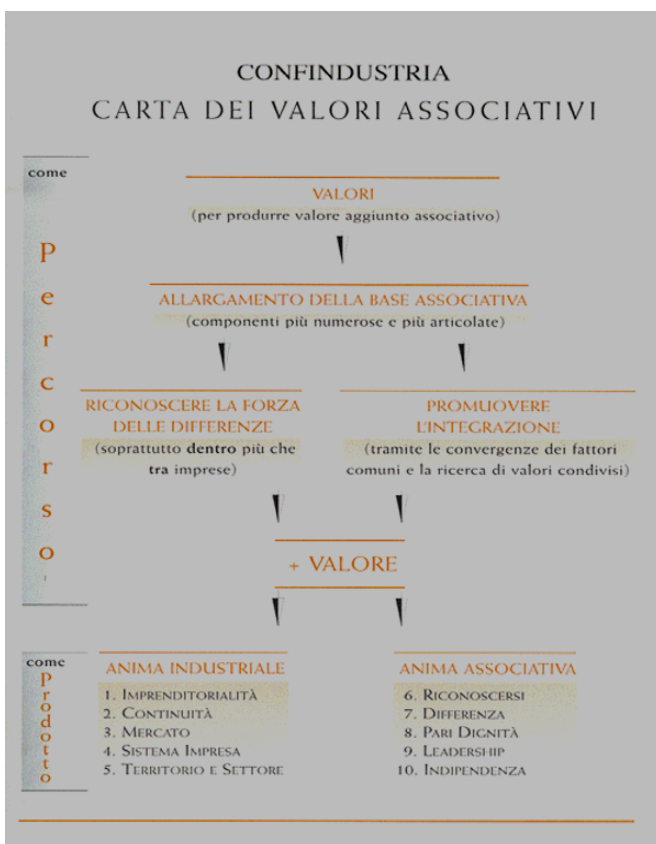 CONFINDUSTRIA
CARTA DEI VALORI ASSOCIATIVI
come
Percorso
VALORI
(per produrre valore aggiunto associativo)
ALLARGAMENTO DELLA BASE ASSOCIATIVA
(componenti più numerose e più articolate)
RICONOSCERE LA FORZA
DELLE DIFFERENZE
(soprattutto dentro più che
tra imprese)
PROMUOVERE
L'INTEGRAZIONE
(tramite le convergenze dei fattori
comuni e la ricerca di valori condivisi)
+ VALORE
come
Prodotto
ANIMA INDUSTRIALE
1. IMPRENDITORIALITÀ
2. CONTINUITÀ
3. MERCATO
4. SISTEMA IMPRESA
5. TERRITORIO E SETTORE
ANIMA ASSOCIATIVA
6. RICONOSCERSI
7. DIFFERENZA
8. PARI DIGNITÀ
9. LEADERSHIP
10. INDIPENDENZA